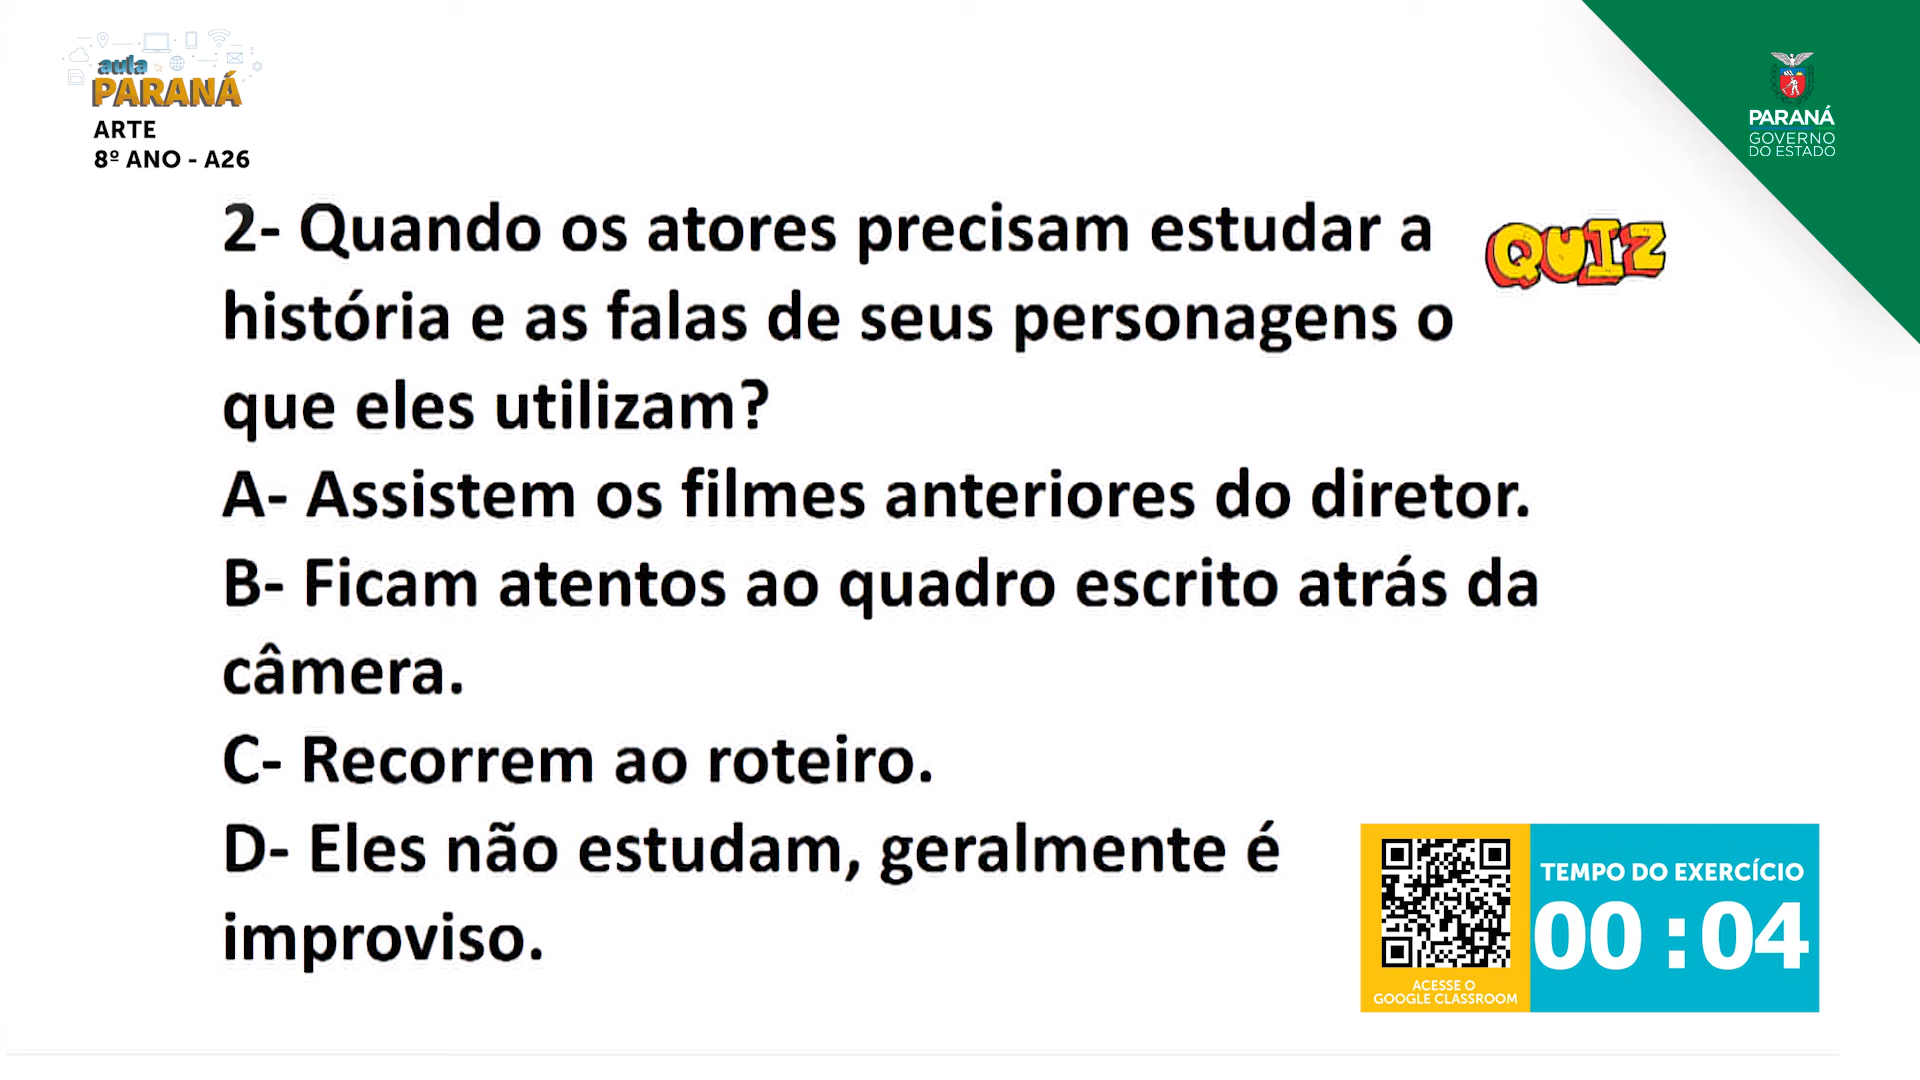 aula
PARANÁ
ARTE
8º ANO - A26
PARANÁ
GOVERNO
DO ESTADO
QUIZ
2- Quando os atores precisam estudar a
história e as falas de seus personagens o
que eles utilizam?
A- Assistem os filmes anteriores do diretor.
B- Ficam atentos ao quadro escrito atrás da
câmera.
C- Recorrem ao roteiro.
D- Eles não estudam, geralmente é
improviso.
TEMPO DO EXERCÍCIO
00:04
ACESSE O
GOOGLE CLASSROOM